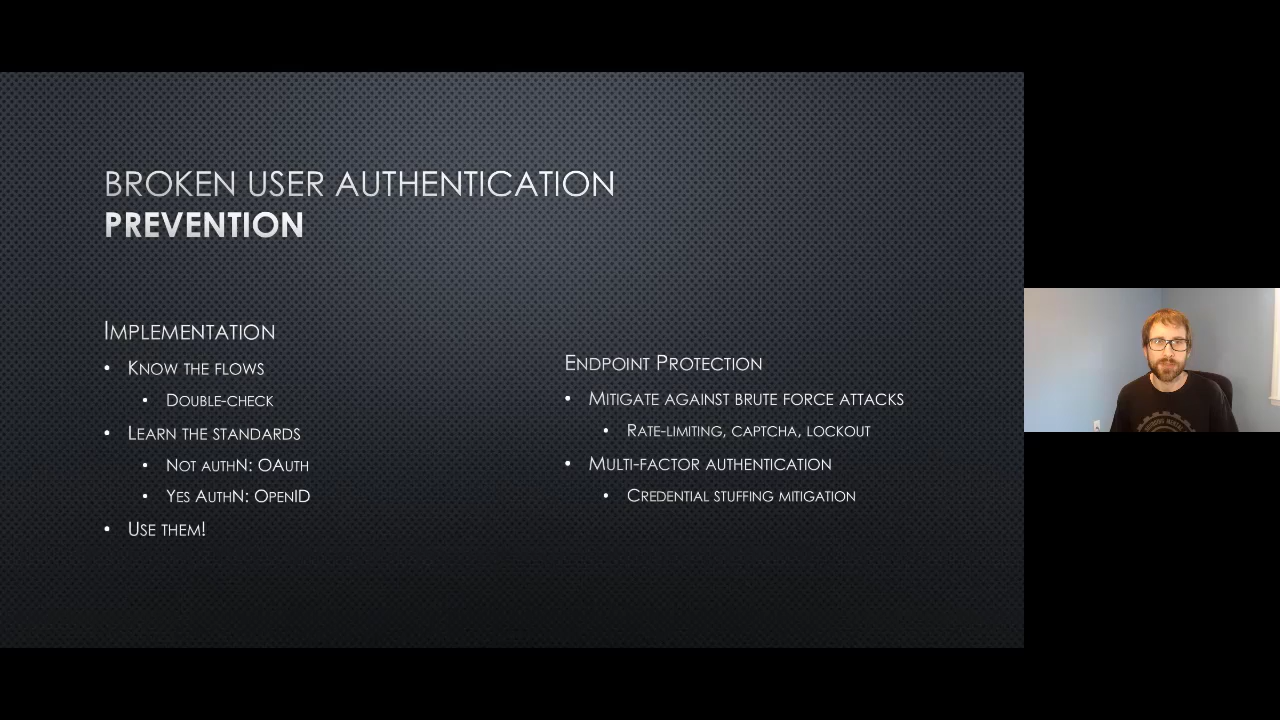 BROKEN USER AUTHENTICATION
PREVENTION
IMPLEMENTATION
• KNOW THE FLOWS
• DOUBLE-CHECK
• LEARN THE STANDARDS
• NOT AUTHN: OAUTH
• YES AUTHN: OPENID
• USE THEM!
ENDPOINT PROTECTION
• MITIGATE AGAINST BRUTE FORCE ATTACKS
• RATE-LIMITING, CAPTCHA, LOCKOUT
• MULTI-FACTOR AUTHENTICATION
• CREDENTIAL STUFFING MITIGATION